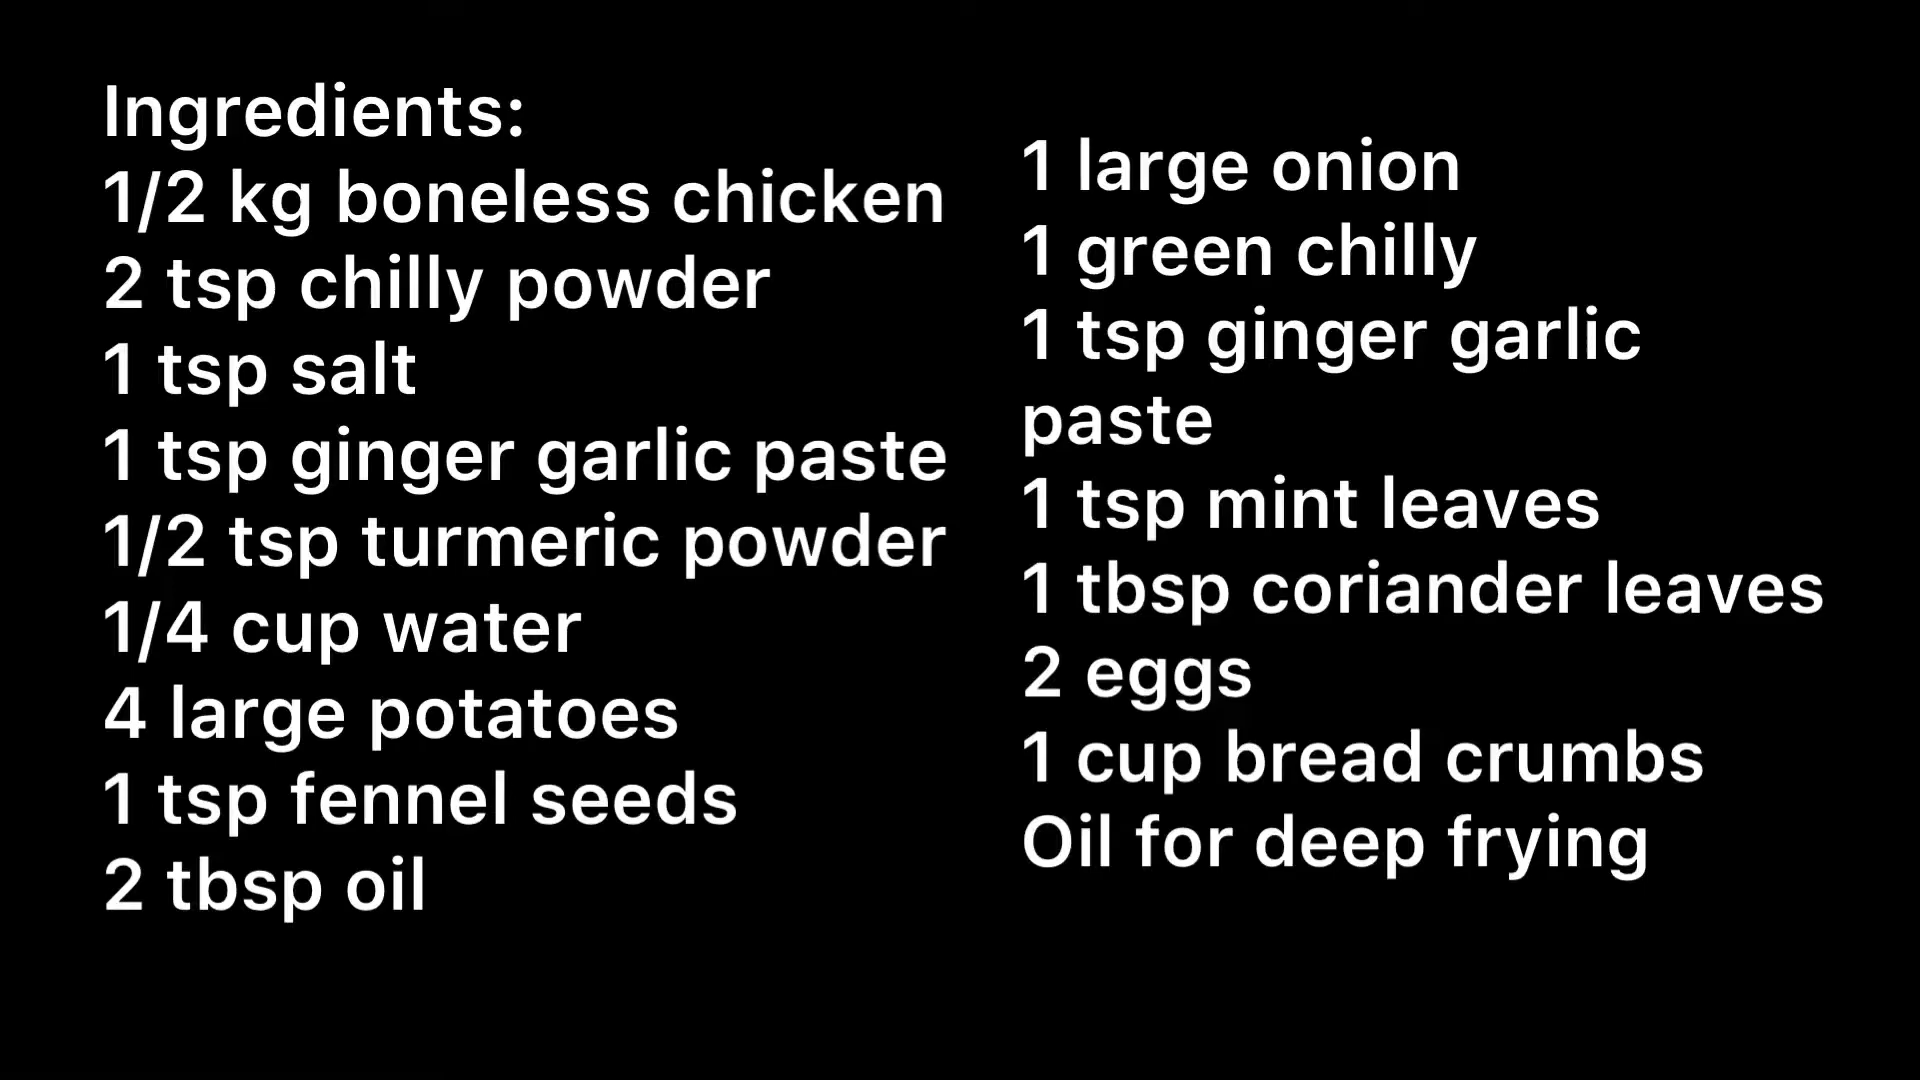 Ingredients:
1/2 kg boneless chicken
2 tsp chilly powder
1 tsp salt
1 tsp ginger garlic paste
1/2 tsp turmeric powder
1/4 cup water
4 large potatoes
1 tsp fennel seeds
2 tbsp oil
1 large onion
1 green chilly
1 tsp ginger garlic
paste
1 tsp mint leaves
1 tbsp coriander leaves
2 eggs
1 cup bread crumbs
Oil for deep frying